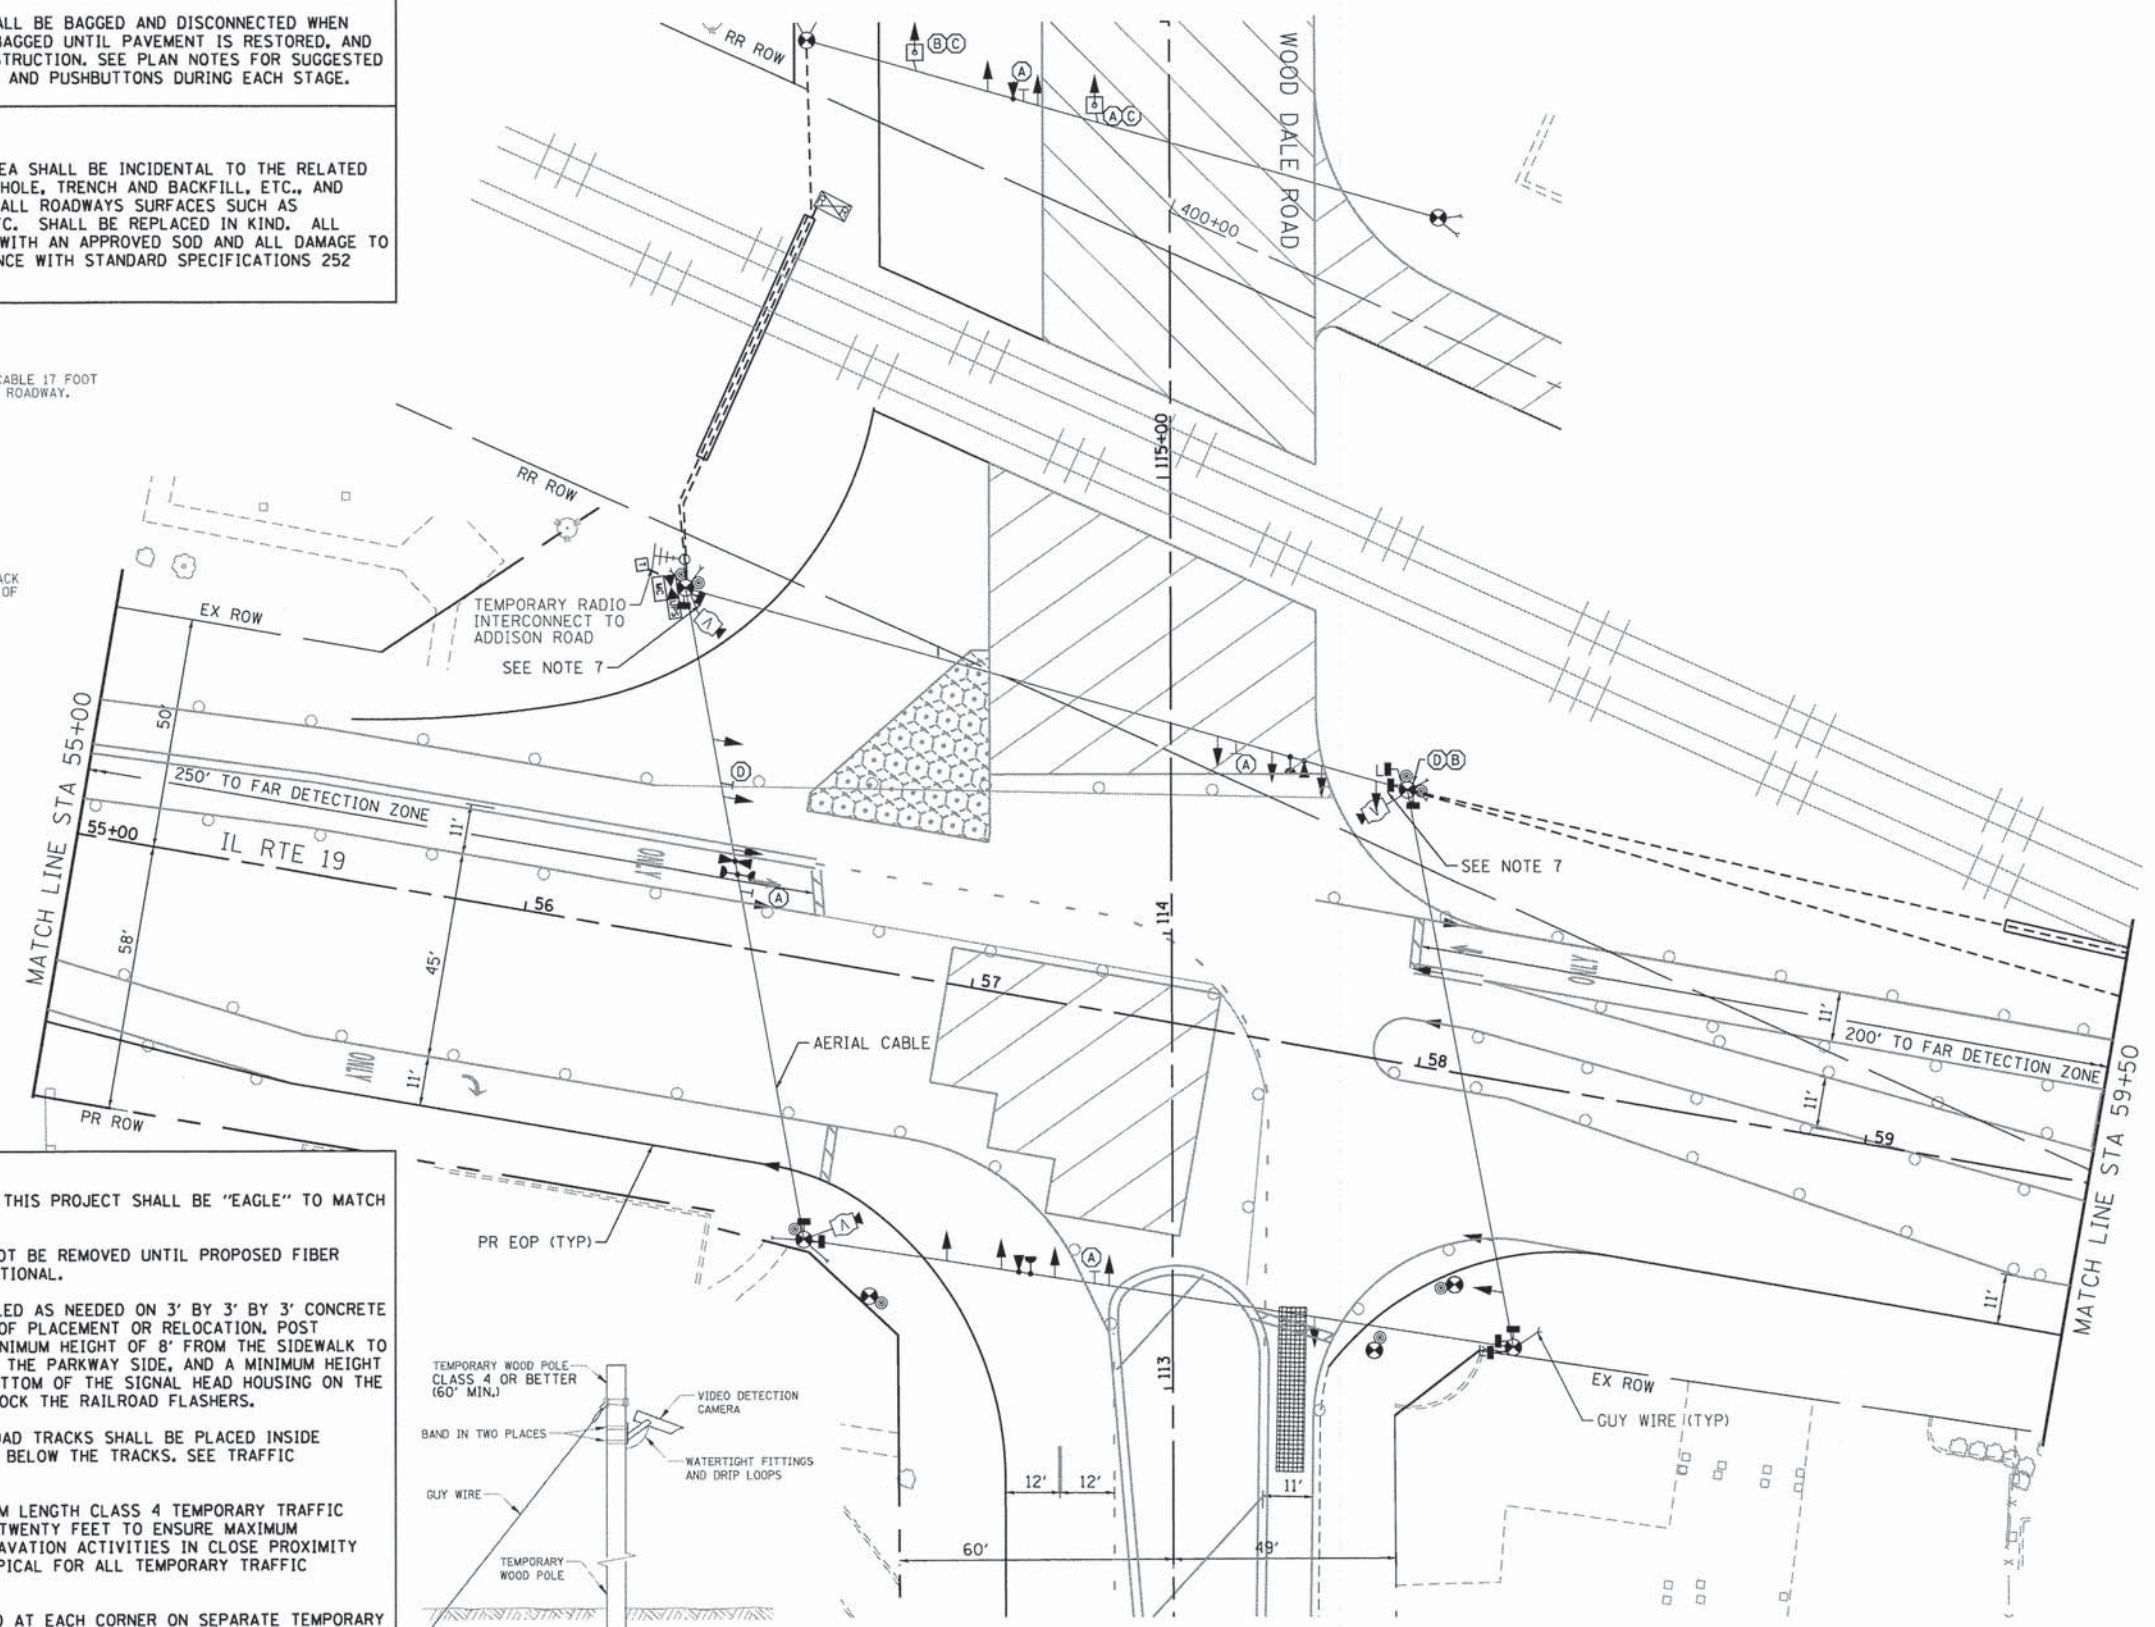 ALL BE BAGGED AND DISCONNECTED WHEN
BAGGED UNTIL PAVEMENT IS RESTORED, AND
STRUCTION. SEE PLAN NOTES FOR SUGGESTED
AND PUSHBUTTONS DURING EACH STAGE.
EA SHALL BE INCIDENTAL TO THE RELATED
HOLE, TRENCH AND BACKFILL, ETC., AND
ALL ROADWAYS SURFACES SUCH AS
TC. SHALL BE REPLACED IN KIND. ALL
WITH AN APPROVED SOD AND ALL DAMAGE TO
NCE WITH STANDARD SPECIFICATIONS 252
CABLE 17 FOOT
ROADWAY.
ACK
OF
RR ROW
B C
A
A C
WOOD DALE ROAD
400+00
115+00
RR ROW
EX ROW
TEMPORARY RADIO
INTERCONNECT TO
ADDISON ROAD
SEE NOTE 7
T
MC
UPS
V
MATCH LINE STA 55+00
50'
250' TO FAR DETECTION ZONE
11'
55+00
IL RTE 19
ONLY
D
A
56
58'
45'
11'
ONLY
PR ROW
A
D B
L
V
SEE NOTE 7
114
57
AERIAL CABLE
ONLY
11'
200' TO FAR DETECTION ZONE
58
11'
59
11'
MATCH LINE STA 59+50
PR EOP (TYP)
V
A
113
EX ROW
GUY WIRE (TYP)
12'
12'
11'
60'
49'
THIS PROJECT SHALL BE "EAGLE" TO MATCH
OT BE REMOVED UNTIL PROPOSED FIBER
TIONAL.
LED AS NEEDED ON 3' BY 3' BY 3' CONCRETE
OF PLACEMENT OR RELOCATION. POST
NIMUM HEIGHT OF 8' FROM THE SIDEWALK TO
THE PARKWAY SIDE, AND A MINIMUM HEIGHT
TTOM OF THE SIGNAL HEAD HOUSING ON THE
OCK THE RAILROAD FLASHERS.
OAD TRACKS SHALL BE PLACED INSIDE
BELOW THE TRACKS. SEE TRAFFIC
M LENGTH CLASS 4 TEMPORARY TRAFFIC
TWENTY FEET TO ENSURE MAXIMUM
AVATION ACTIVITIES IN CLOSE PROXIMITY
PICAL FOR ALL TEMPORARY TRAFFIC
D AT EACH CORNER ON SEPARATE TEMPORARY
TEMPORARY WOOD POLE
CLASS 4 OR BETTER
(60' MIN.)
VIDEO DETECTION
CAMERA
BAND IN TWO PLACES
WATERTIGHT FITTINGS
AND DRIP LOOPS
GUY WIRE
TEMPORARY
WOOD POLE